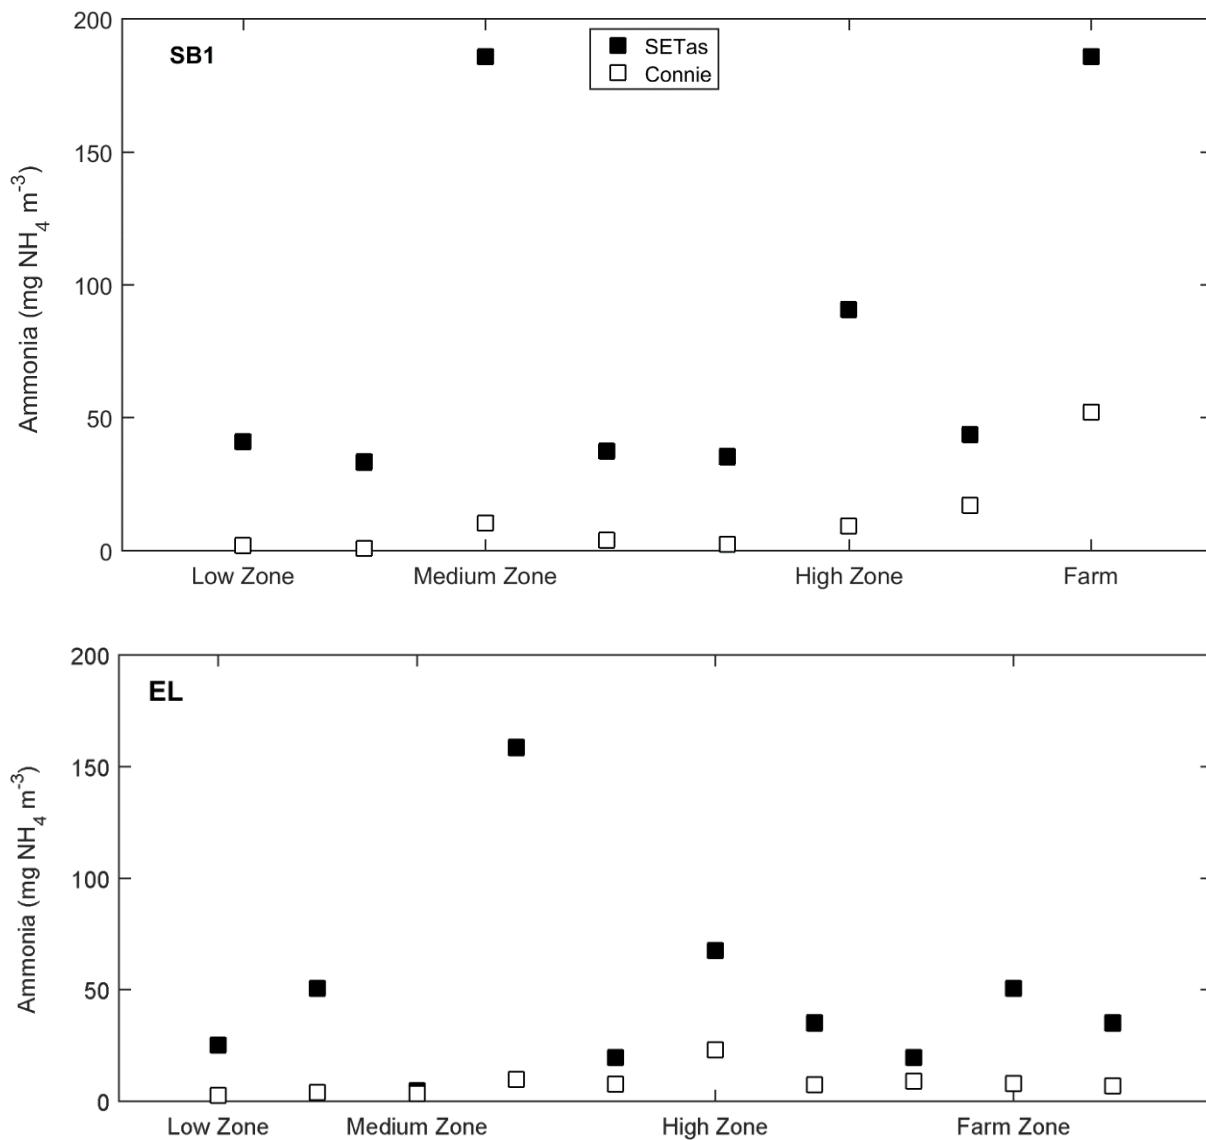 SB1
SETas
Connie
200
150
100
50
0
Ammonia (mg NH4 m-3)
Low Zone Medium Zone High Zone Farm
EL
200
150
100
50
0
Ammonia (mg NH4 m-3)
Low Zone Medium Zone High Zone Farm Zone